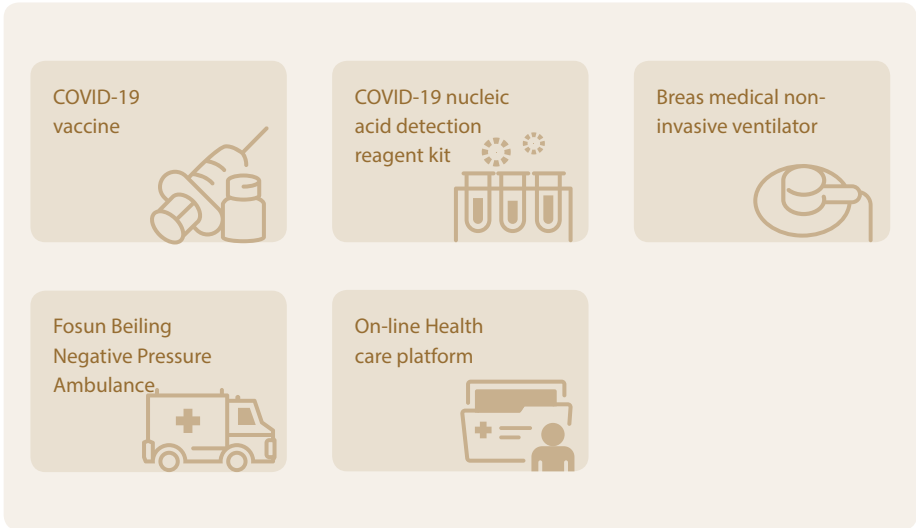 COVID-19
vaccine
COVID-19 nucleic
acid detection
reagent kit
Breas medical non-
invasive ventilator
Fosun Beiling
Negative Pressure
Ambulance
On-line Health
care platform